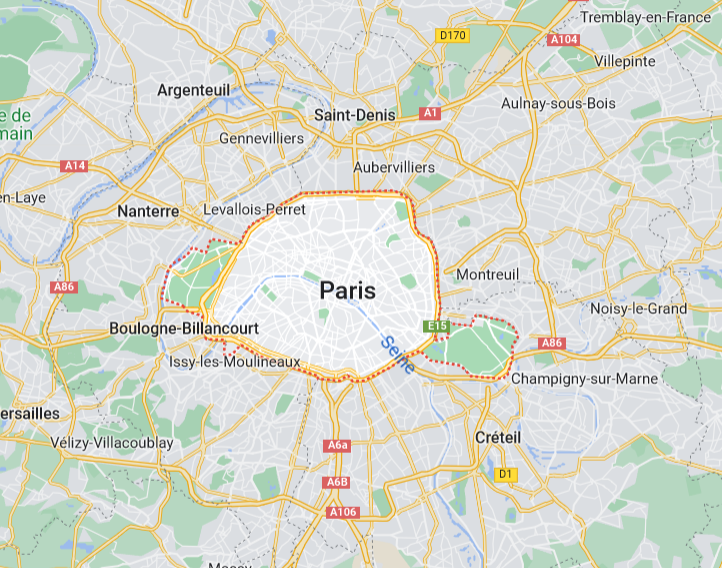 Tremblay-en-France
D170
A104
Villepinte
Argenteuil
Aulnay-sous-Bois
Saint-Denis
A1
e de
main
Gennevilliers
Aubervilliers
A14
en-Laye
Nanterre
Levallois-Perret
Montreuil
A86
Paris
Noisy-le-Grand
Boulogne-Billancourt
E15
Seine
A86
Issy-les-Moulineaux
Champigny-sur-Marne
ersailles
Vélizy-Villacoublay
A6a
Créteil
D1
A6B
A106